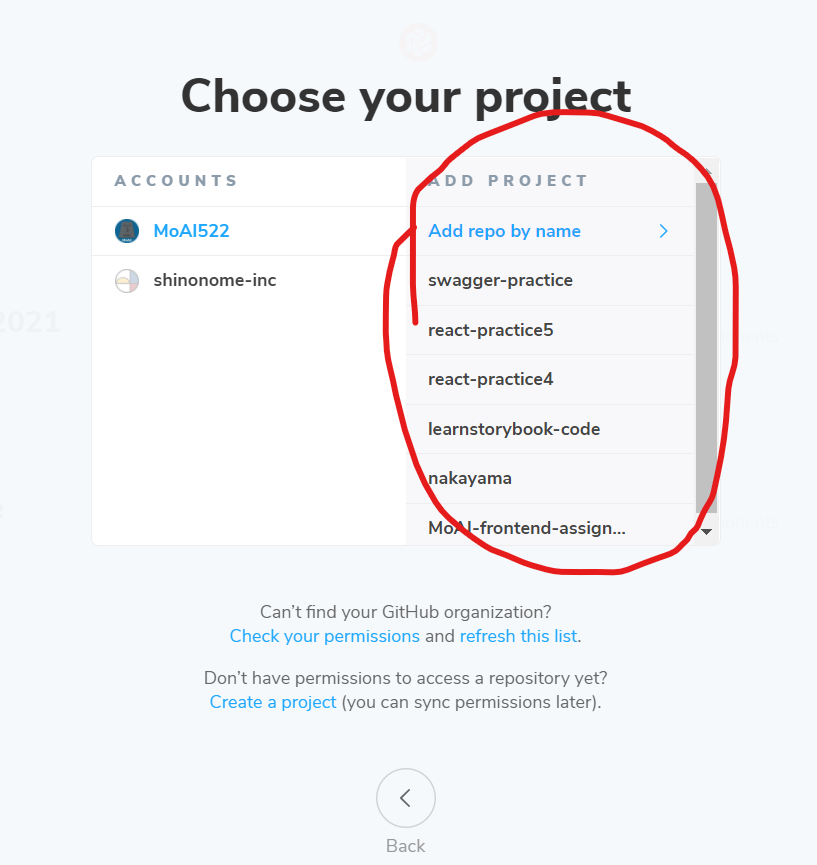 Choose your project
ACCOUNTS
MoAI522
shinonome-inc
ADD PROJECT
Add repo by name
swagger-practice
react-practice5
react-practice4
learnstorybook-code
nakayama
MoAI-frontend-assign...
2021
Can't find your GitHub organization?
Check your permissions and refresh this list.
Don't have permissions to access a repository yet?
Create a project (you can sync permissions later).
Back